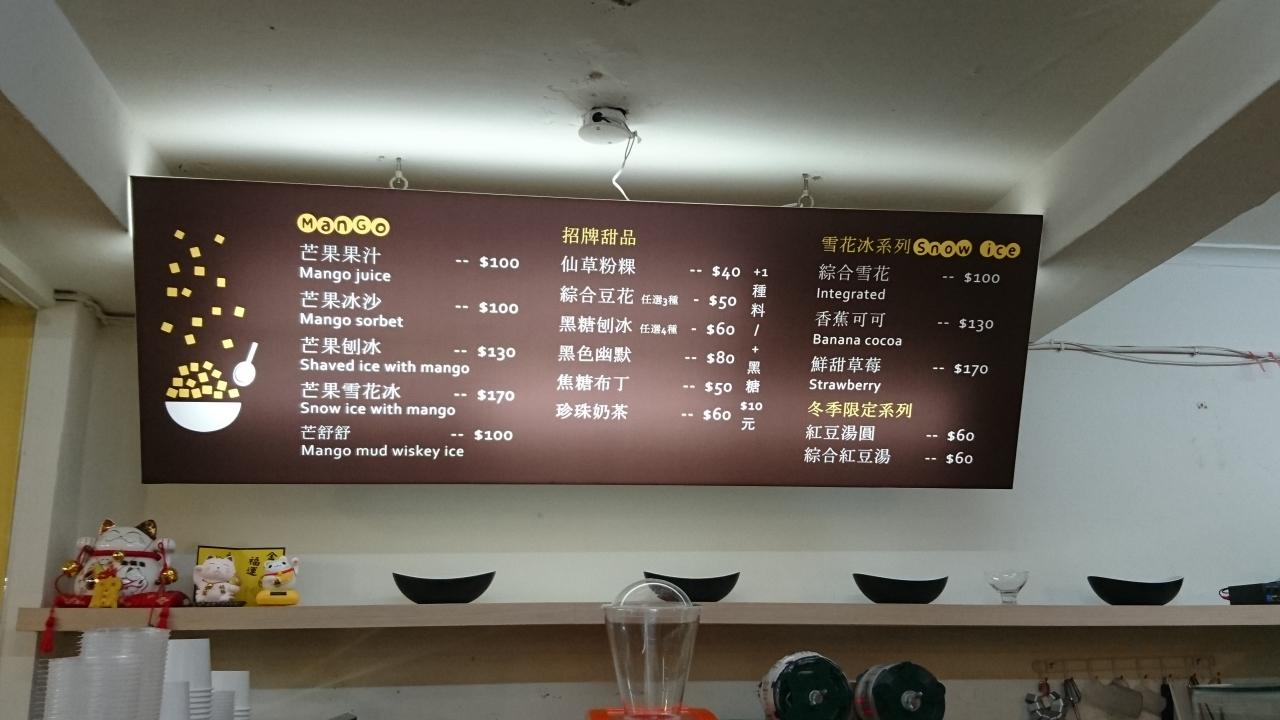 Mango
芒果果汁 -- $100
Mango juice
芒果冰沙 -- $100
Mango sorbet
芒果刨冰 -- $130
Shaved ice with mango
芒果雪花冰 -- $170
Snow ice with mango
芒舒舒 -- $100
Mango mud wiskey ice
招牌甜品
仙草粉粿 -- $40
綜合豆花 任選3種 - $50
黑糖刨冰 任選4種 - $60
黑色幽默 -- $80
焦糖布丁 -- $50
珍珠奶茶 -- $60
+1
種
料
/
+
黑
糖
$10
元
雪花冰系列 Snow ice
綜合雪花 -- $100
Integrated
香蕉可可 -- $130
Banana cocoa
鮮甜草莓 -- $170
Strawberry
冬季限定系列
紅豆湯圓 -- $60
綜合紅豆湯 -- $60
金
福
運